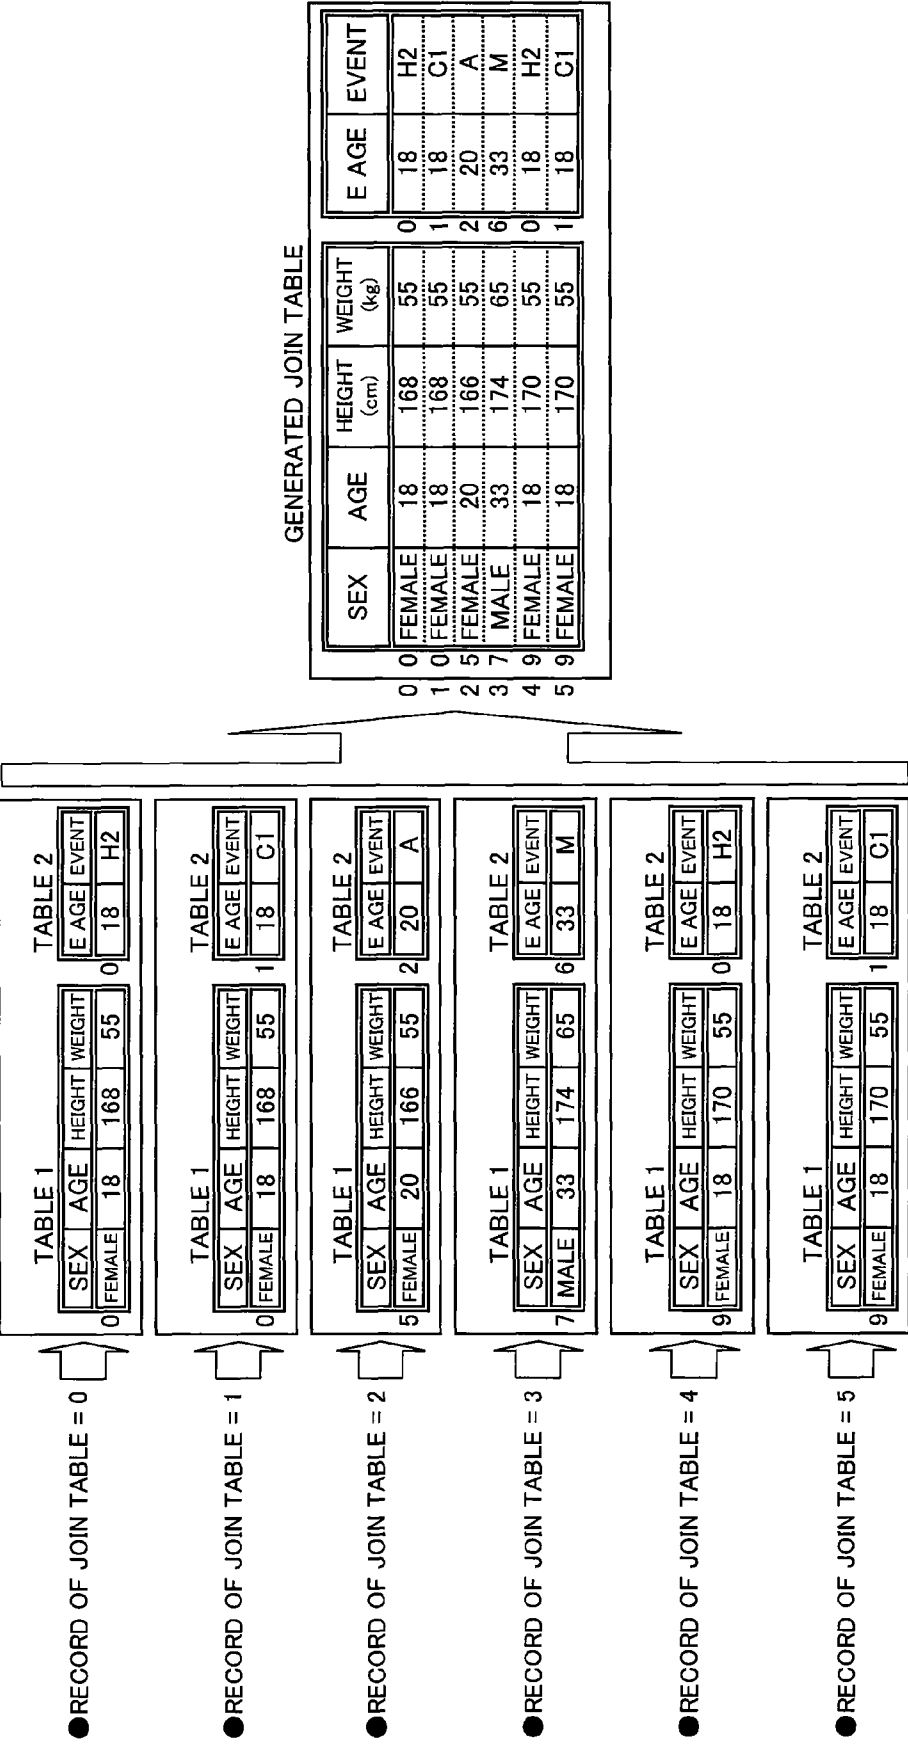 ●RECORD OF JOIN TABLE = 0
TABLE 1 TABLE 2
SEX AGE HEIGHT WEIGHT E AGE EVENT
0 FEMALE 18 168 55 0 18 H2
●RECORD OF JOIN TABLE = 1
TABLE 1 TABLE 2
SEX AGE HEIGHT WEIGHT E AGE EVENT
0 FEMALE 18 168 55 1 18 C1
●RECORD OF JOIN TABLE = 2
TABLE 1 TABLE 2
SEX AGE HEIGHT WEIGHT E AGE EVENT
5 FEMALE 20 166 55 2 20 A
●RECORD OF JOIN TABLE = 3
TABLE 1 TABLE 2
SEX AGE HEIGHT WEIGHT E AGE EVENT
7 MALE 33 174 65 6 33 M
●RECORD OF JOIN TABLE = 4
TABLE 1 TABLE 2
SEX AGE HEIGHT WEIGHT E AGE EVENT
9 FEMALE 18 170 55 0 18 H2
●RECORD OF JOIN TABLE = 5
TABLE 1 TABLE 2
SEX AGE HEIGHT WEIGHT E AGE EVENT
9 FEMALE 18 170 55 1 18 C1
GENERATED JOIN TABLE
SEX AGE HEIGHT (cm) WEIGHT (kg) E AGE EVENT
0 0 FEMALE 18 168 55 0 18 H2
1 0 FEMALE 18 168 55 1 18 C1
2 5 FEMALE 20 166 55 2 20 A
3 7 MALE 33 174 65 6 33 M
4 9 FEMALE 18 170 55 0 18 H2
5 9 FEMALE 18 170 55 1 18 C1